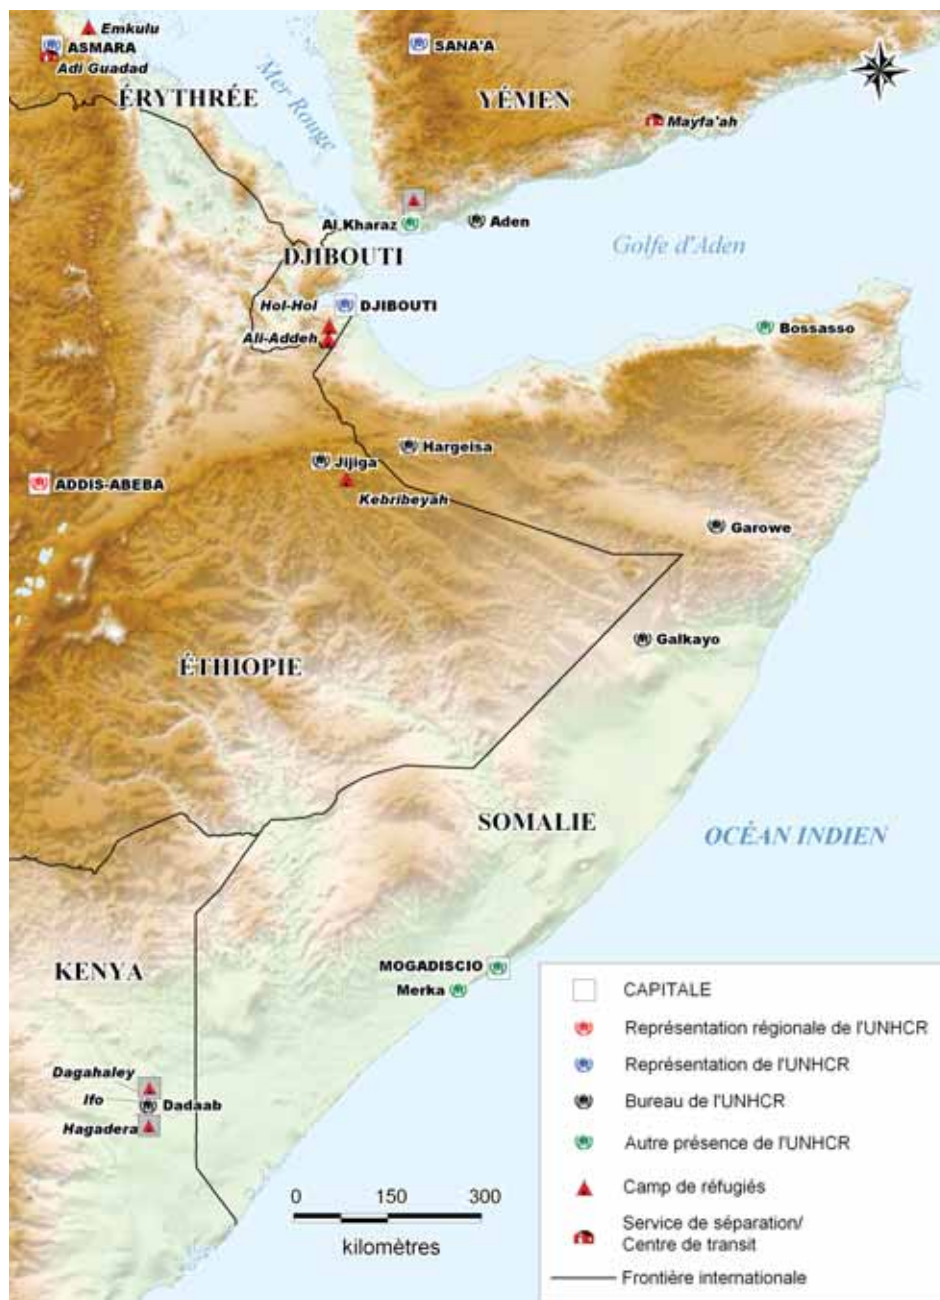 Emkulu
ASMARA
SANA'A
Adi Guadad
ÉRYTHRÉE
Mer Rouge
YÉMEN
Mayfa'ah
Al Kharaz
Aden
Golfe d'Aden
DJIBOUTI
Hol-Hol
DJIBOUTI
Ali-Addeh
Bossasso
Hargeisa
Jijiga
ADDIS-ABEBA
Kebribeyah
Garowe
Galkayo
ÉTHIOPIE
SOMALIE
OCÉAN INDIEN
KENYA
MOGADISCIO
Merka
Dagahaley
Ifo
Dadaab
Hagadera
0 150 300
kilomètres
CAPITALE
Représentation régionale de l'UNHCR
Représentation de l'UNHCR
Bureau de l'UNHCR
Autre présence de l'UNHCR
Camp de réfugiés
Service de séparation/
Centre de transit
Frontière internationale